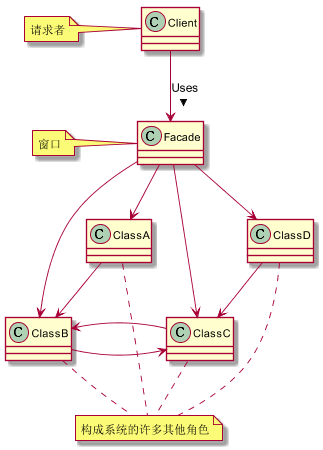 请求者
C Client
Uses
窗口
C Facade
C ClassA
C ClassD
C ClassB
C ClassC
构成系统的许多其他角色